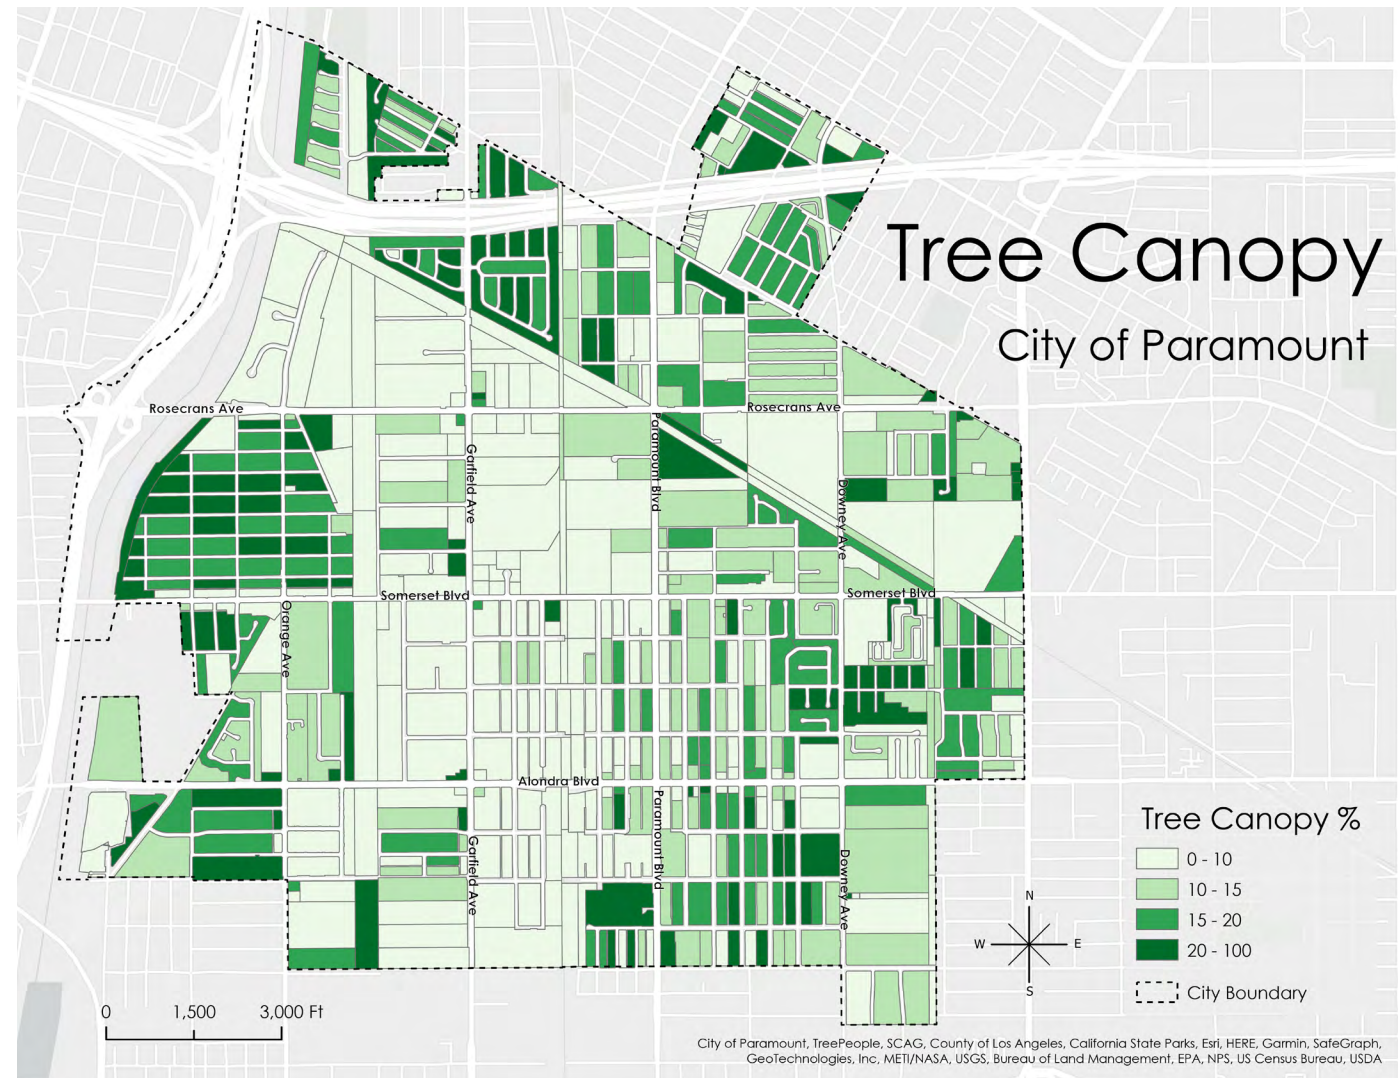 Tree Canopy
City of Paramount
Rosecrans Ave
Rosecrans Ave
Garfield Ave
Paramount Blvd
Downey Ave
Somerset Blvd
Somerset Blvd
Orange Ave
Alondra Blvd
Garfield Ave
Paramount Blvd
Downey Ave
Tree Canopy %
0 - 10
10 - 15
15 - 20
20 - 100
City Boundary
N
W
E
S
0 1,500 3,000 Ft
City of Paramount, TreePeople, SCAG, County of Los Angeles, California State Parks, Esri, HERE, Garmin, SafeGraph,
GeoTechnologies, Inc, METI/NASA, USGS, Bureau of Land Management, EPA, NPS, US Census Bureau, USDA